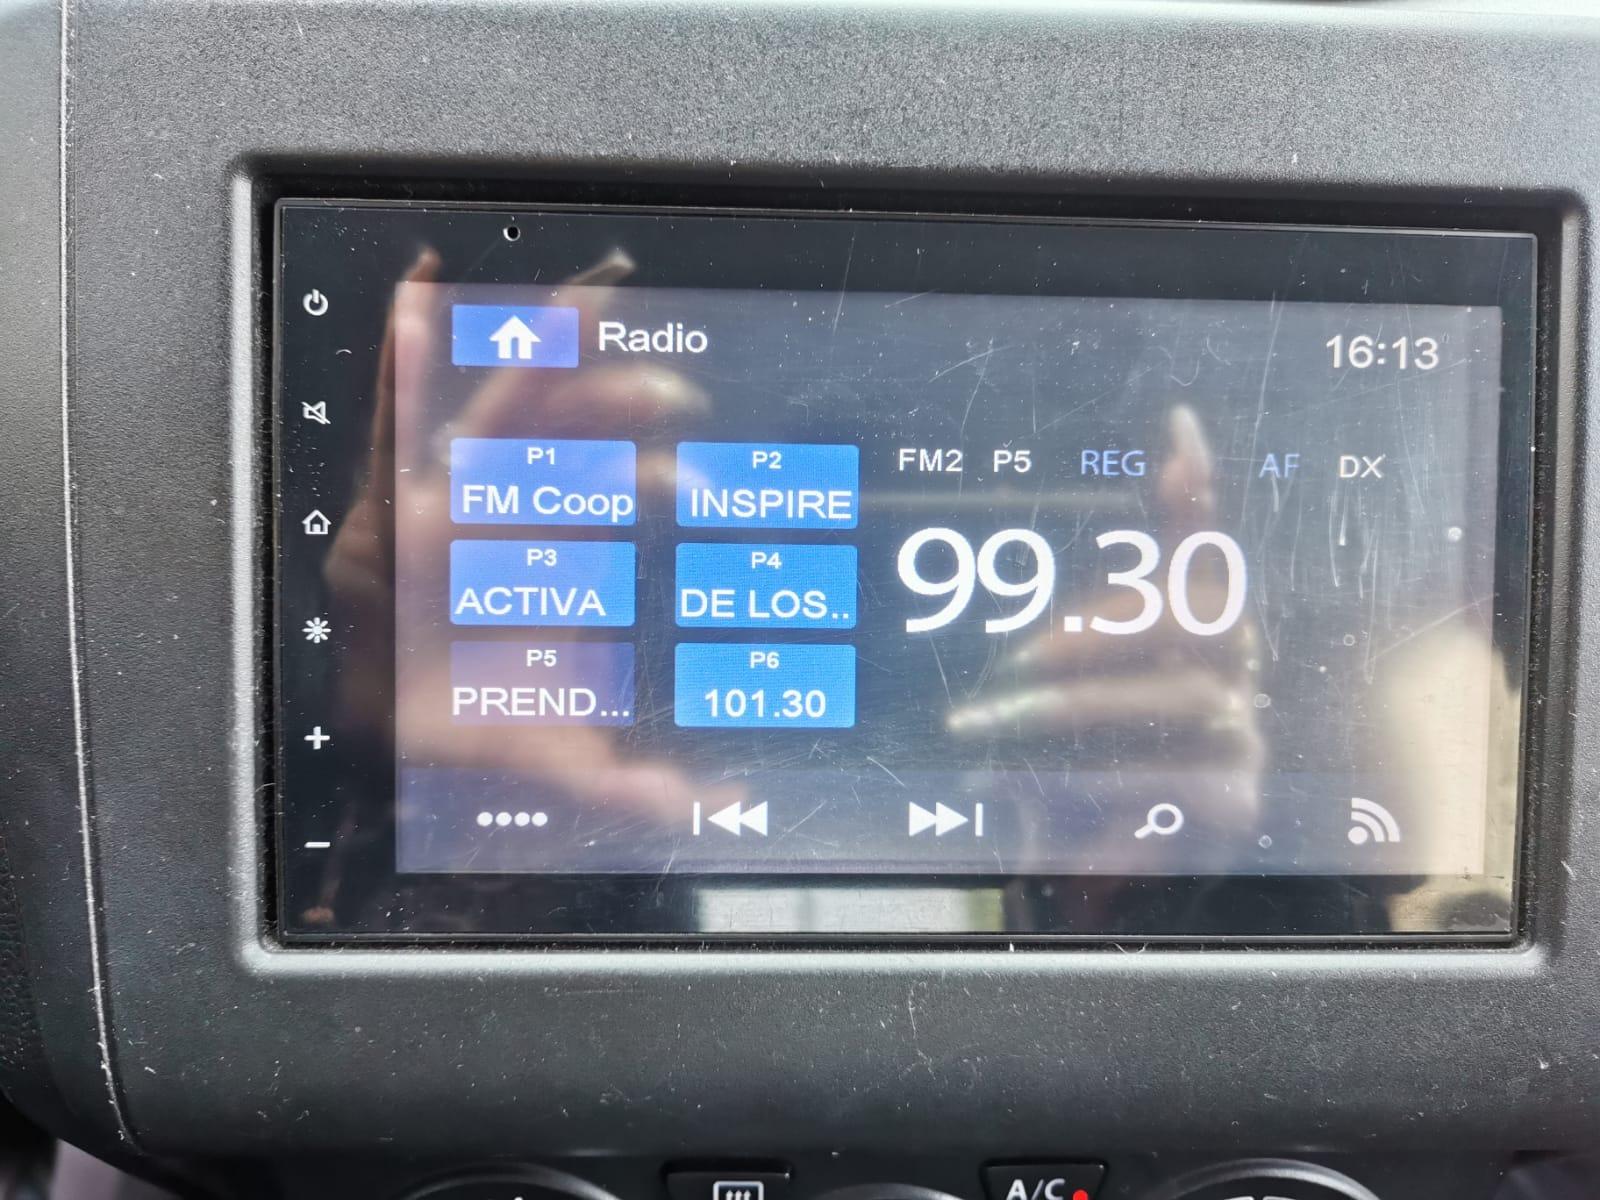 Radio
16:13
P1
FM Coop
P2
INSPIRE
FM2 P5 REG AF DX
P3
ACTIVA
P4
DE LOS..
99.30
P5
PREND...
P6
101.30
A/C